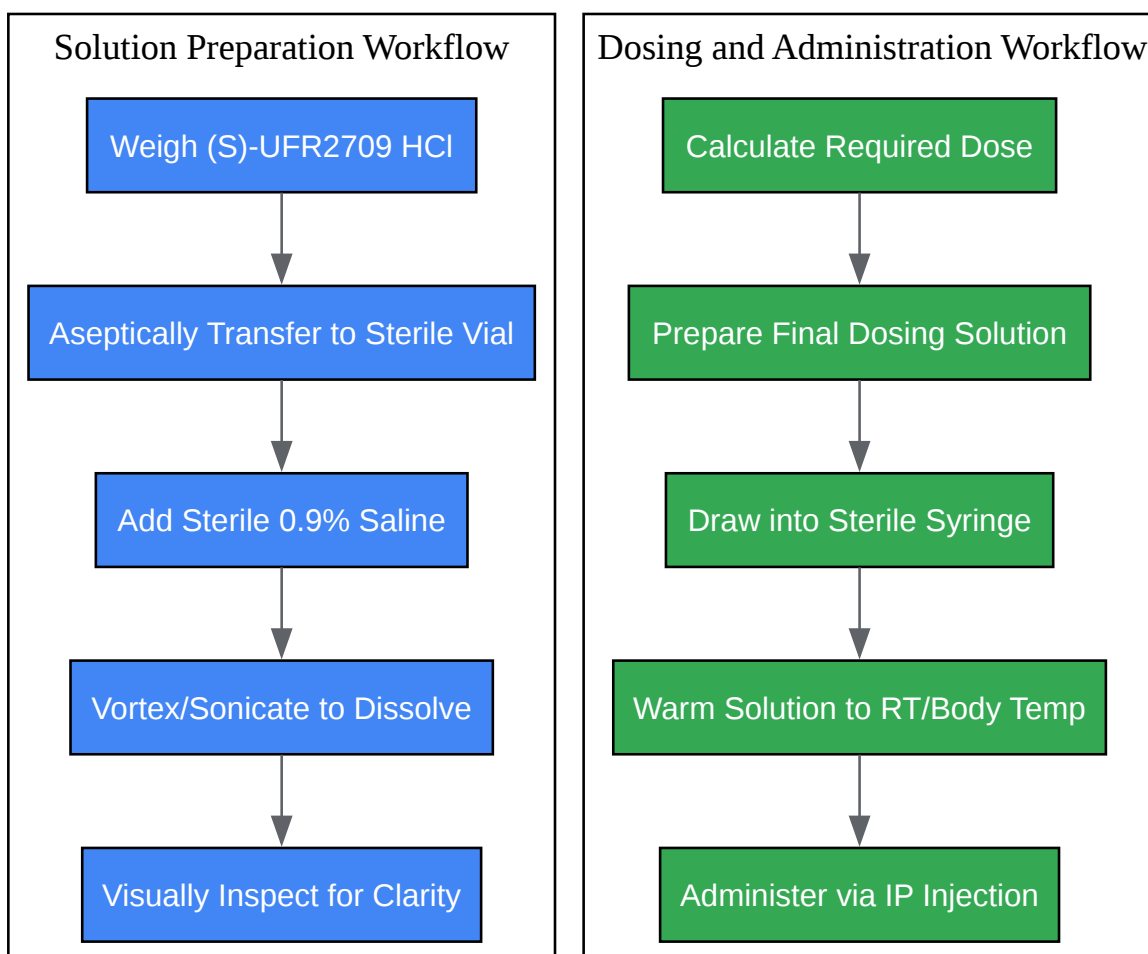 Solution Preparation Workflow
Weigh (S)-UFR2709 HCl
Aseptically Transfer to Sterile Vial
Add Sterile 0.9% Saline
Vortex/Sonicate to Dissolve
Visually Inspect for Clarity
Dosing and Administration Workflow
Calculate Required Dose
Prepare Final Dosing Solution
Draw into Sterile Syringe
Warm Solution to RT/Body Temp
Administer via IP Injection